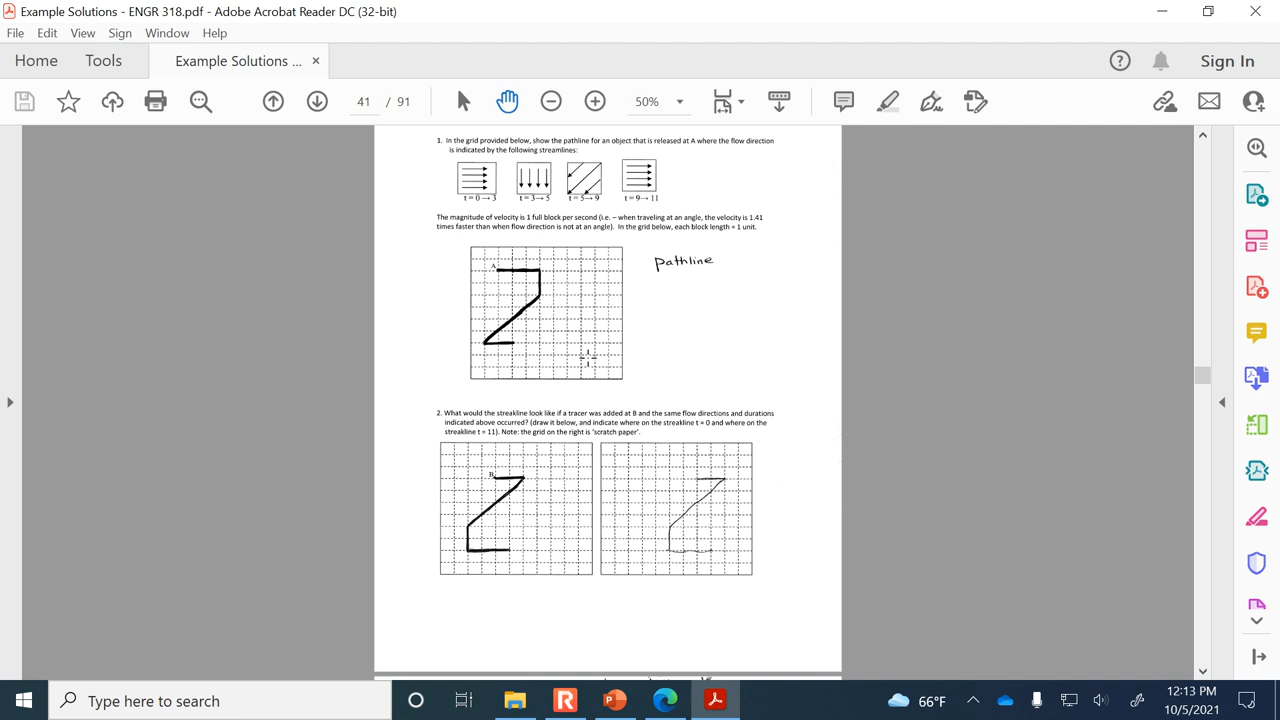 Example Solutions - ENGR 318.pdf - Adobe Acrobat Reader DC (32-bit)
File Edit View Sign Window Help
Home Tools Example Solutions ... × Sign In
41 / 91 50%
1. In the grid provided below, show the pathline for an object that is released at A where the flow direction
is indicated by the following streamlines:
t = 0 → 3 t = 3 → 5 t = 5 → 9 t = 9 → 11
The magnitude of velocity is 1 full block per second (i.e. – when traveling at an angle, the velocity is 1.41
times faster than when flow direction is not at an angle). In the grid below, each block length = 1 unit.
A
pathline
2. What would the streakline look like if a tracer was added at B and the same flow directions and durations
indicated above occurred? (draw it below, and indicate where on the streakline t = 0 and where on the
streakline t = 11). Note: the grid on the right is 'scratch paper'.
B
Type here to search
66°F
12:13 PM
10/5/2021